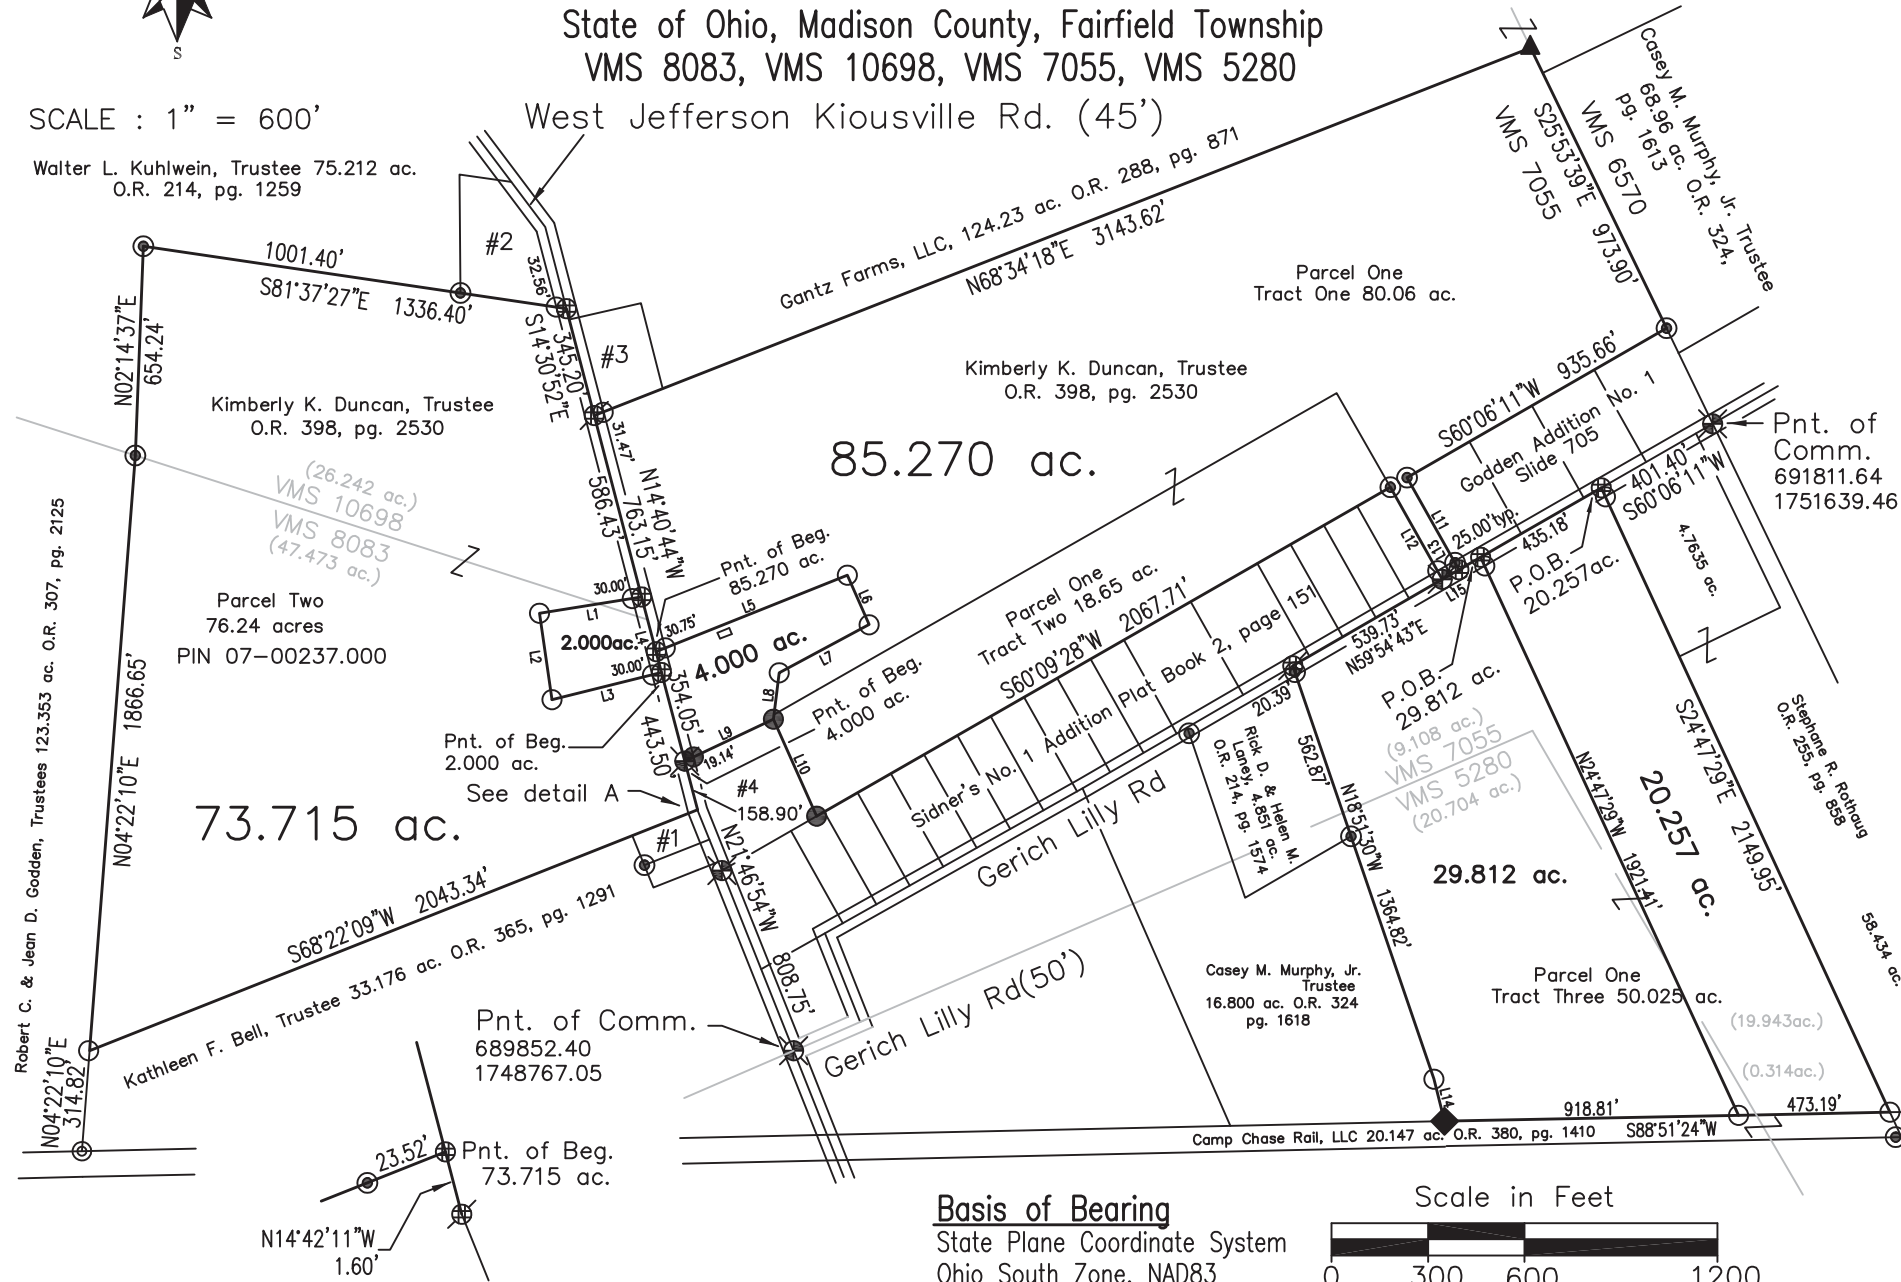 S
State of Ohio, Madison County, Fairfield Township
VMS 8083, VMS 10698, VMS 7055, VMS 5280
SCALE : 1" = 600'
West Jefferson Kiousville Rd. (45')
Walter L. Kuhlwein, Trustee 75.212 ac.
O.R. 214, pg. 1259
Casey M. Murphy, Jr. Trustee
68.96 ac. O.R. 324,
pg. 1613
VMS 6570
S25°53'39"E 973.90'
VMS 7055
Gantz Farms, LLC, 124.23 ac. O.R. 288, pg. 871
N68°34'18"E 3143.62'
Parcel One
Tract One 80.06 ac.
#2
1001.40'
S81°37'27"E 1336.40'
32.56'
345.20'
S14°30'52"E
#3
N02°14'37"E
654.24'
Kimberly K. Duncan, Trustee
O.R. 398, pg. 2530
Kimberly K. Duncan, Trustee
O.R. 398, pg. 2530
85.270 ac.
935.66'
S60°06'11"W
Godden Addition No. 1
Slide 705
Pnt. of
Comm.
691811.64
1751639.46
401.40'
S60°06'11"W
31.47'
N14°40'44"W
763.15'
586.43'
(26.242 ac.)
VMS 10698
VMS 8083
(47.473 ac.)
Parcel Two
76.24 acres
PIN 07-00237.000
Robert C. & Jean D. Godden, Trustees 123.353 ac. O.R. 307, pg. 2125
N04°22'10"E 1866.65'
Pnt. of Beg.
85.270 ac.
30.00'
L1
L2
2.000ac.
L4
L3
30.00'
30.75'
L5
L6
L7
L8
4.000 ac.
L9
19.14'
L10
L11
L12
L13
25.00'typ.
435.18'
L15
P.O.B.
20.257ac.
4.7635 ac.
Parcel One
Tract Two 18.65 ac.
S60°09'28"W 2067.71'
Pnt. of Beg.
4.000 ac.
Sidner's No. 1 Addition Plat Book 2, page 151
539.73'
N59°54'43"E
20.39'
P.O.B.
29.812 ac.
(9.108 ac.)
VMS 7055
VMS 5280
(20.704 ac.)
354.05'
443.50'
Pnt. of Beg.
2.000 ac.
See detail A
#4
158.90'
#1
N21°46'54"W
808.75'
73.715 ac.
S68°22'09"W 2043.34'
Kathleen F. Bell, Trustee 33.176 ac. O.R. 365, pg. 1291
Gerich Lilly Rd
Gerich Lilly Rd(50')
Rick D. & Helen M.
Laney, 4.851 ac.
O.R. 214, pg. 1574
562.87'
N18°51'30"W 1364.82'
29.812 ac.
N24°47'29"W 1921.41'
20.257 ac.
S24°47'29"E 2149.95'
Stephane R. Rothaug
O.R. 255, pg. 858
58.434 ac.
Casey M. Murphy, Jr.
Trustee
16.800 ac. O.R. 324
pg. 1618
Parcel One
Tract Three 50.025 ac.
(19.943ac.)
(0.314ac.)
L14
918.81'
473.19'
S88°51'24"W
Camp Chase Rail, LLC 20.147 ac. O.R. 380, pg. 1410
Pnt. of Comm.
689852.40
1748767.05
N04°22'10"E
314.82'
23.52'
Pnt. of Beg.
73.715 ac.
N14°42'11"W
1.60'
Basis of Bearing
State Plane Coordinate System
Ohio South Zone, NAD83
Scale in Feet
0 300 600 1200